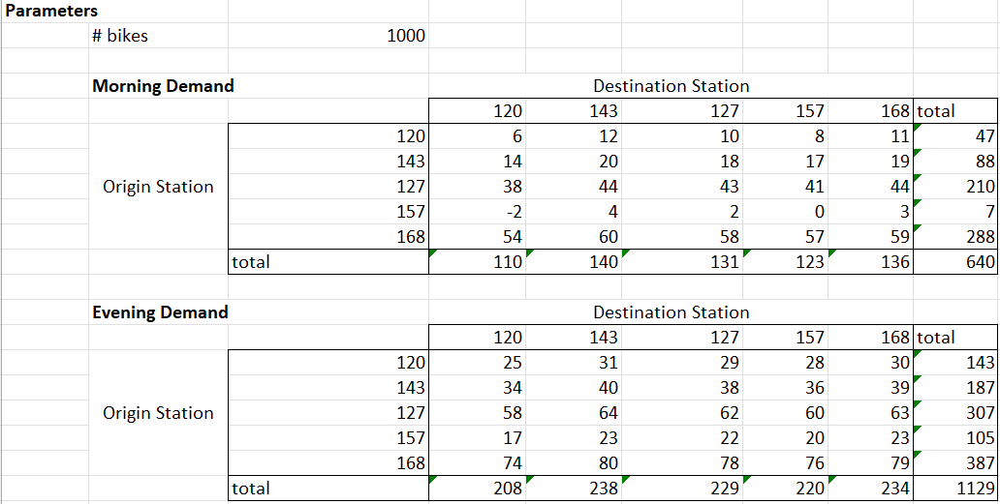 Parameters
# bikes 1000
Morning Demand Destination Station
120 143 127 157 168 total
120 6 12 10 8 11 47
143 14 20 18 17 19 88
Origin Station 127 38 44 43 41 44 210
157 -2 4 2 0 3 7
168 54 60 58 57 59 288
total 110 140 131 123 136 640
Evening Demand Destination Station
120 143 127 157 168 total
120 25 31 29 28 30 143
143 34 40 38 36 39 187
Origin Station 127 58 64 62 60 63 307
157 17 23 22 20 23 105
168 74 80 78 76 79 387
total 208 238 229 220 234 1129